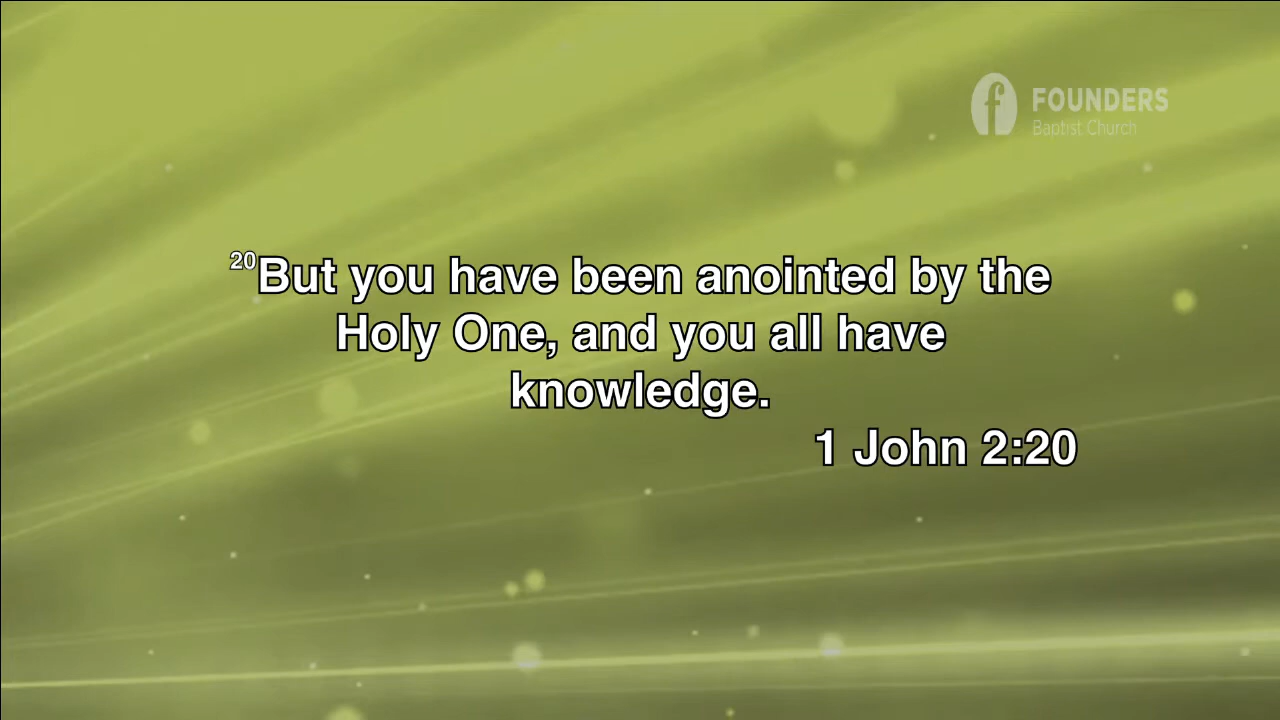 FOUNDERS
Baptist Church
20But you have been anointed by the
Holy One, and you all have
knowledge.
1 John 2:20